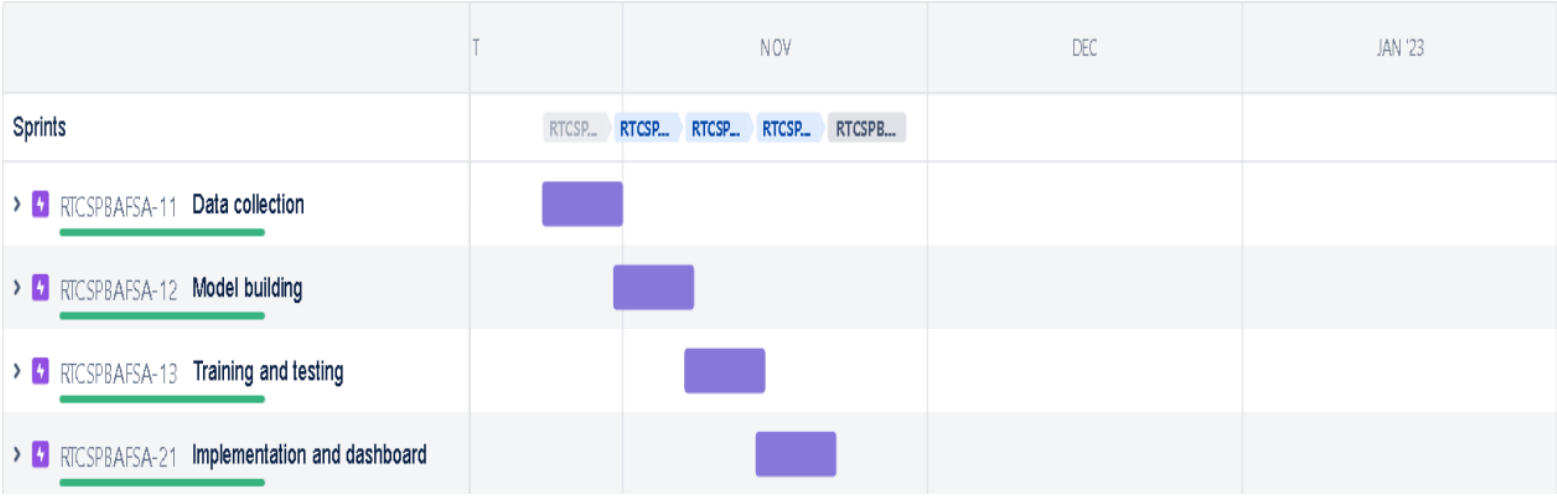 T NOV DEC JAN '23
Sprints RTCSP... RTCSP... RTCSP... RTCSP... RTCSPB...
RTCSPBAFSA-11 Data collection
RTCSPBAFSA-12 Model building
RTCSPBAFSA-13 Training and testing
RTCSPBAFSA-21 Implementation and dashboard